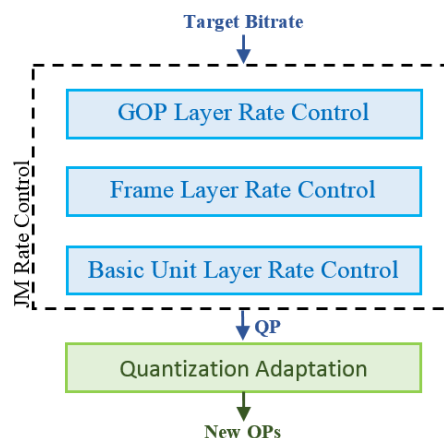 Target Bitrate
JM Rate Control
GOP Layer Rate Control
Frame Layer Rate Control
Basic Unit Layer Rate Control
QP
Quantization Adaptation
New QPs